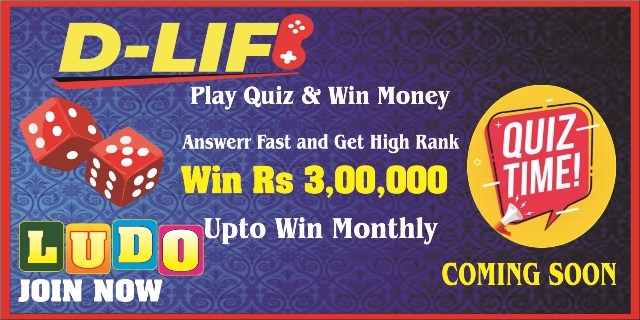 D-LIFE
Play Quiz & Win Money
Answerr Fast and Get High Rank
Win Rs 3,00,000
Upto Win Monthly
QUIZ
TIME!
LUDO
JOIN NOW
COMING SOON